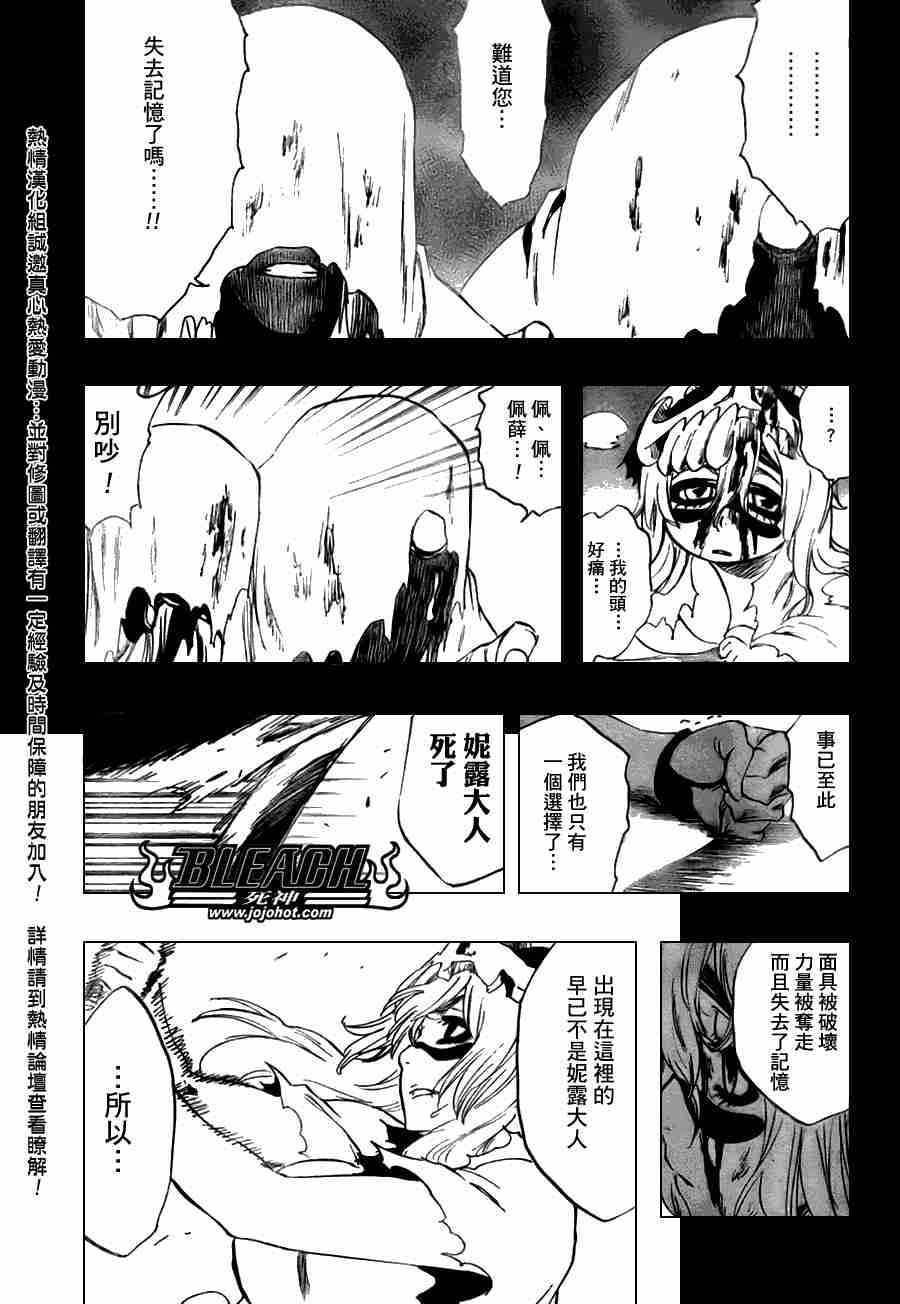 …………
…………
難道您…
失去記憶了嗎……!!
…?
…我的頭…
好痛…
佩、佩…
佩薛…!
別吵!
事已至此
我們也只有
一個選擇了…
妮露大人
死了
BLEACH
死神
www.jojohot.com
面具被破壞
力量被奪走
而且失去了記憶
出現在這裡的
早已不是妮露大人
…所以…
熱情漢化組誠邀真心熱愛動漫…並對修圖或翻譯有一定經驗及時間保障的朋友加入! 詳情請到熱情論壇查看瞭解!